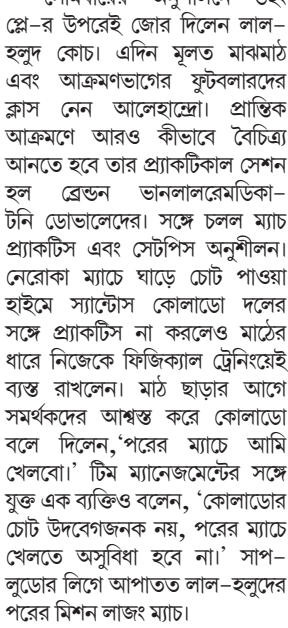 প্লে–র উপরেই জোর দিলেন লাল–
হলুদ কোচ। এদিন মূলত মাঝমাঠ
এবং আক্রমণভাগের ফুটবলারদের
ক্লাস নেন আলেহান্দ্রো। প্রান্তিক
আক্রমণে আরও কীভাবে বৈচিত্র্য
আনতে হবে তার প্র্যাকটিকাল সেশন
হল ব্রেন্ডন ভানলালরেমডিকা–
টনি ডোভালেদের। সঙ্গে চলল ম্যাচ
প্র্যাকটিস এবং সেটপিস অনুশীলন।
নেরোকা ম্যাচে ঘাড়ে চোট পাওয়া
হাইমে স্যান্টোস কোলাডো দলের
সঙ্গে প্র্যাকটিস না করলেও মাঠের
ধারে নিজেকে ফিজিক্যাল ট্রেনিংয়েই
ব্যস্ত রাখলেন। মাঠ ছাড়ার আগে
সমর্থকদের আশ্বস্ত করে কোলাডো
বলে দিলেন,‘পরের ম্যাচে আমি
খেলবো।’ টিম ম্যানেজমেন্টের সঙ্গে
যুক্ত এক ব্যক্তিও বলেন, ‘কোলাডোর
চোট উদবেগজনক নয়, পরের ম্যাচে
খেলতে অসুবিধা হবে না।’ সাপ–
লুডোর লিগে আপাতত লাল–হলুদের
পরের মিশন লাজং ম্যাচ।